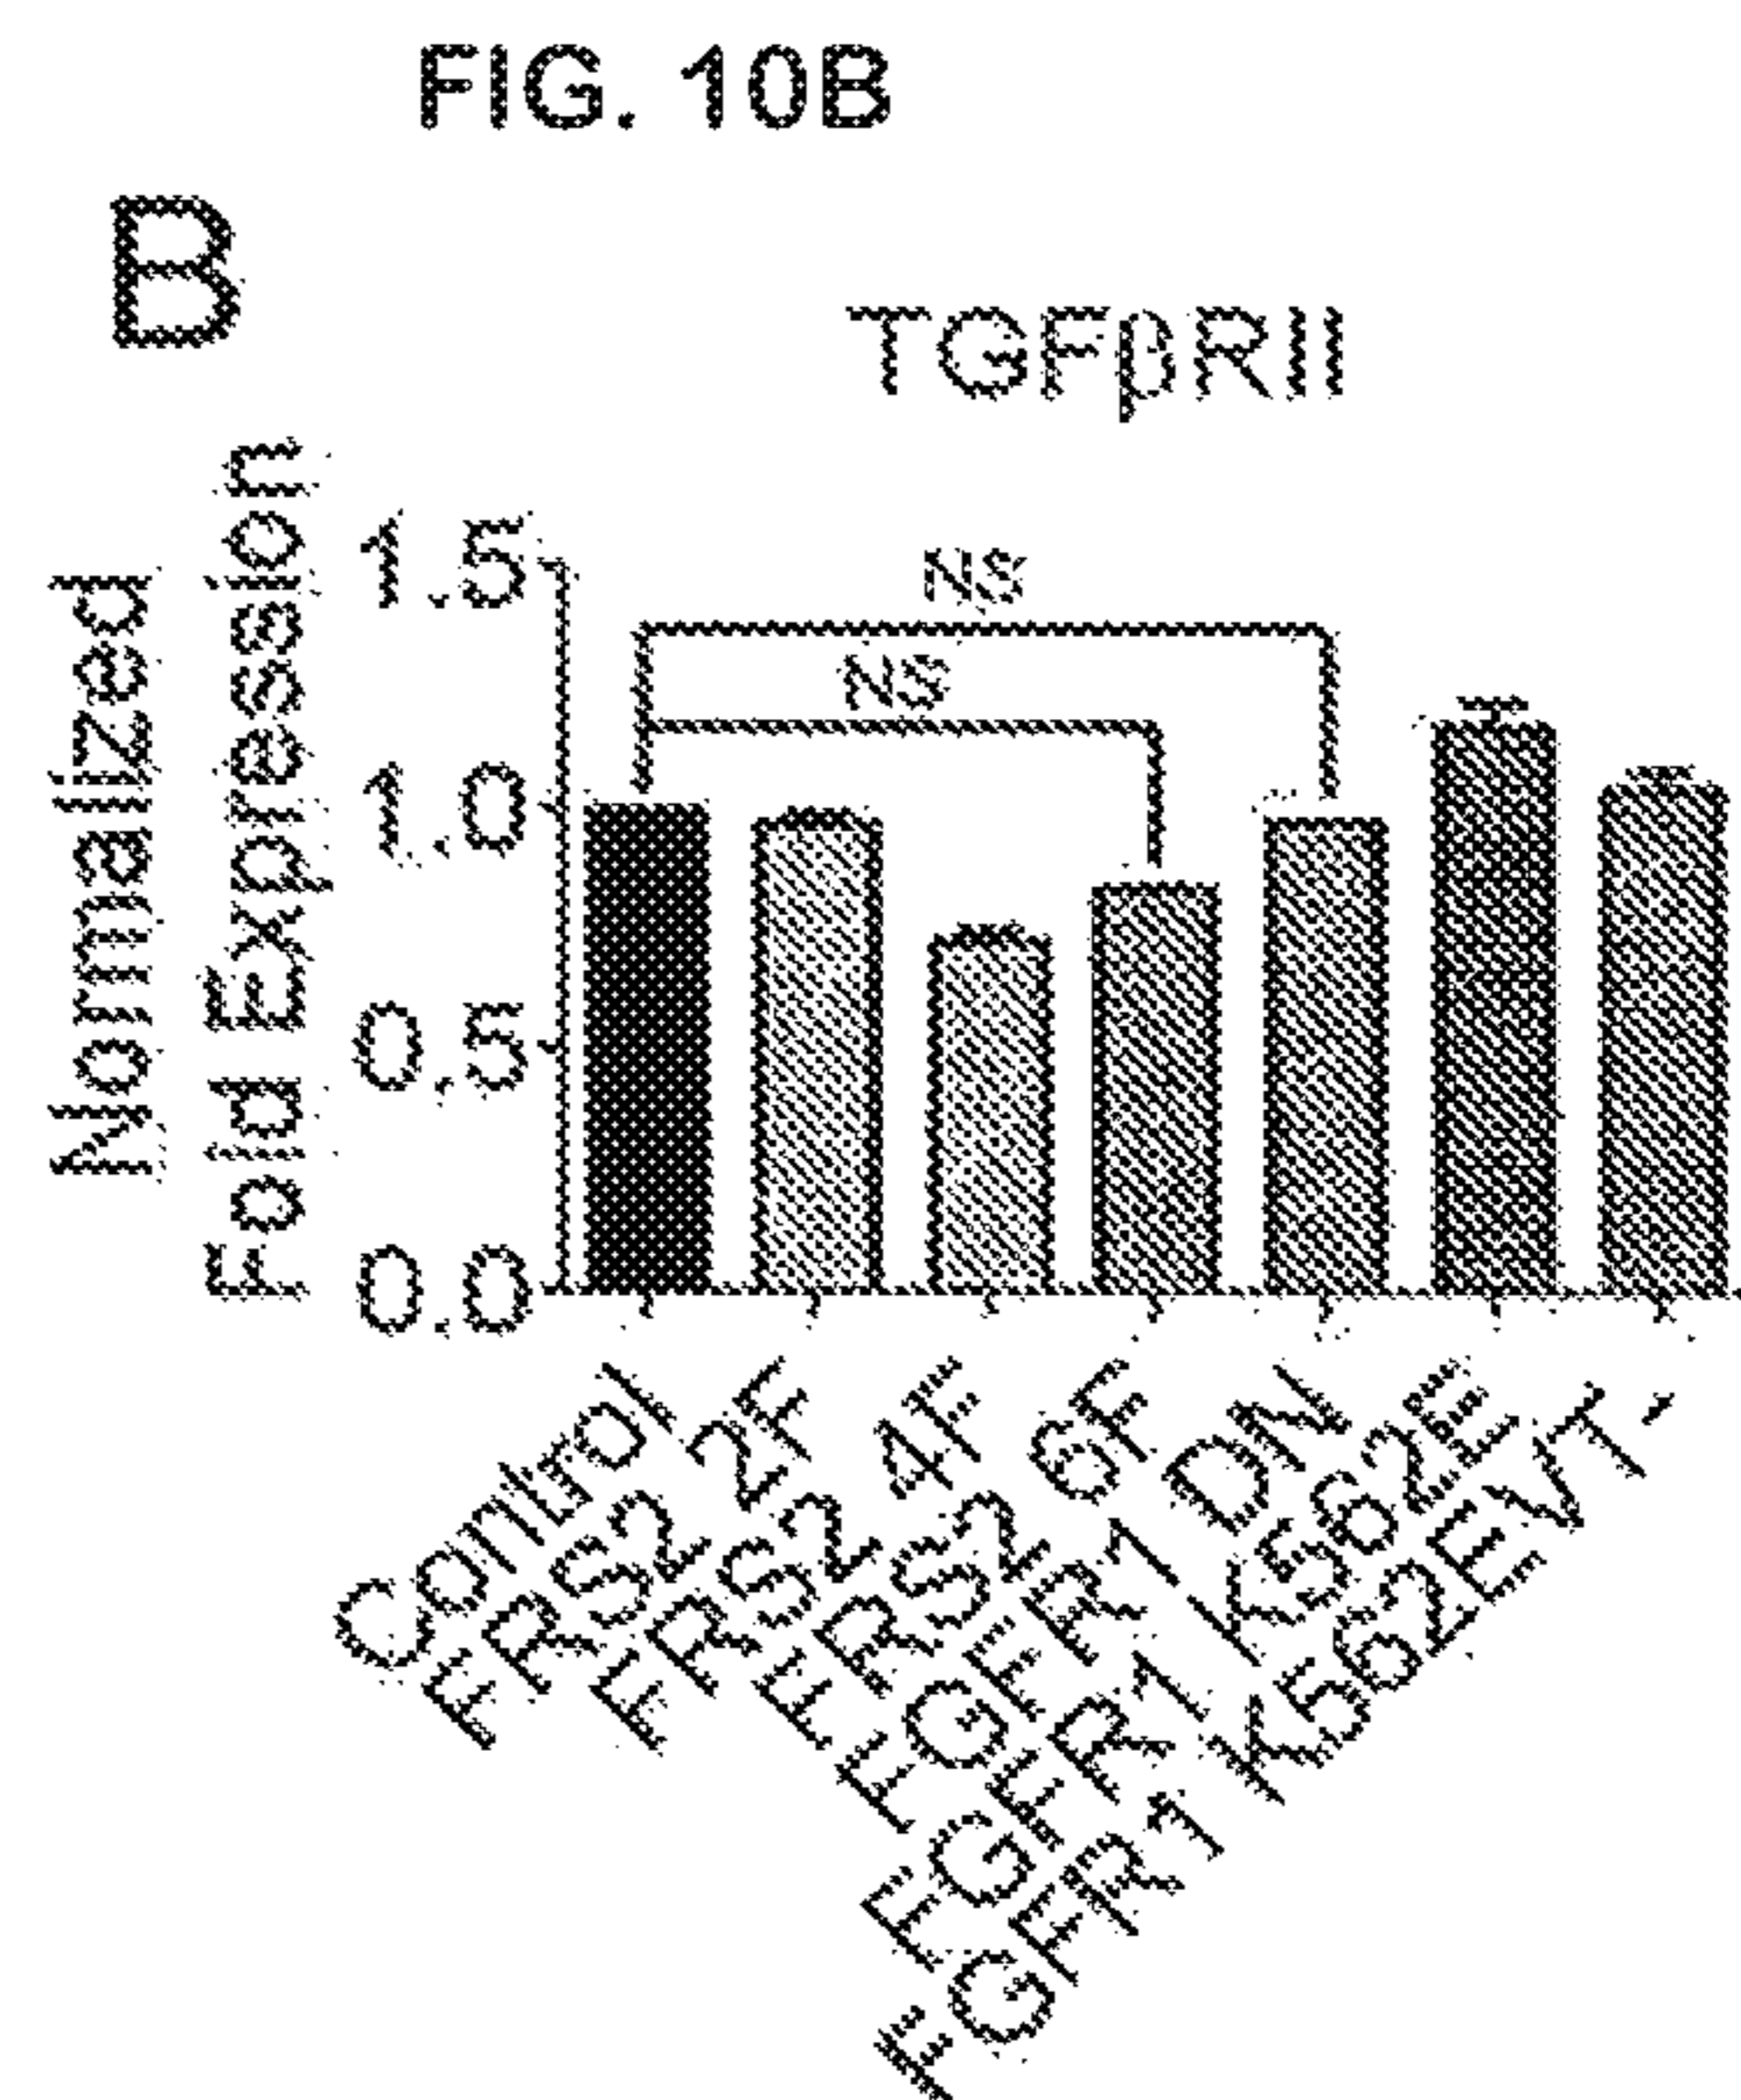 FIG. 10B
B
TGFβRII
Normalized
Fold Expression
1.5
1.0
0.5
0.0
NS
NS
Control
FRS2 2F
FRS2 4F
FRS2 6F
FGFR1 DN
FGFR1 K562E
FGFR1 K562EVT-